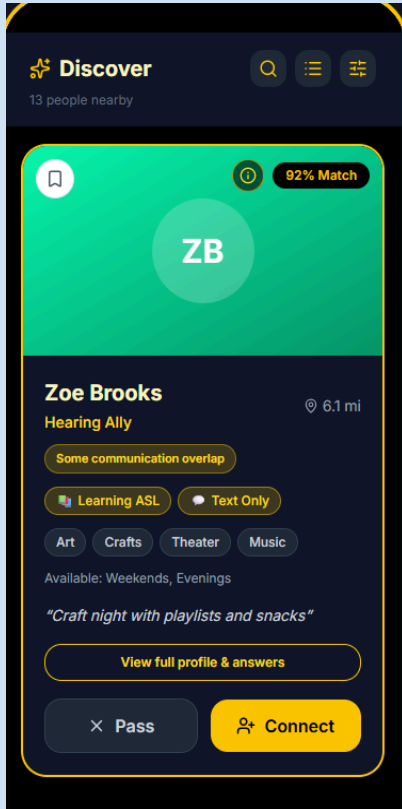 Discover
13 people nearby
92% Match
ZB
Zoe Brooks
6.1 mi
Hearing Ally
Some communication overlap
Learning ASL Text Only
Art Crafts Theater Music
Available: Weekends, Evenings
“Craft night with playlists and snacks”
View full profile & answers
Pass Connect